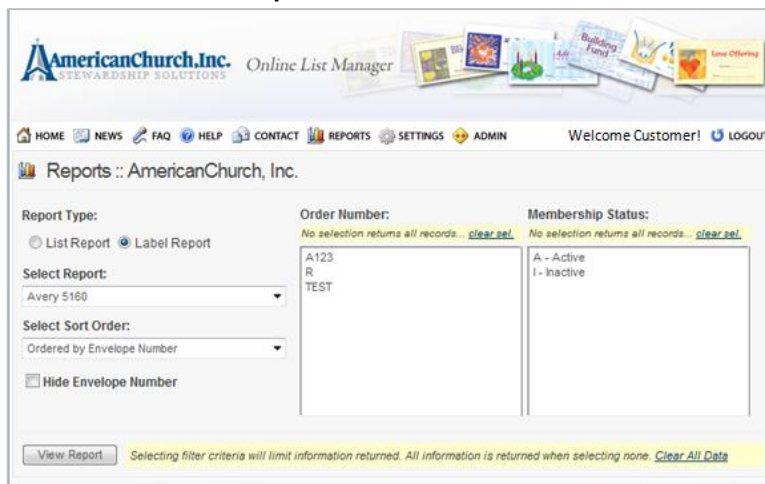 AmericanChurch,Inc.
STEWARDSHIP SOLUTIONS
Online List Manager
Building
Fund
Love Offering
HOME NEWS FAQ HELP CONTACT REPORTS SETTINGS ADMIN Welcome Customer! LOGOU
Reports :: AmericanChurch, Inc.
Report Type:
List Report Label Report
Select Report:
Avery 5160
Select Sort Order:
Ordered by Envelope Number
Hide Envelope Number
Order Number:
No selection returns all records... clear sel.
A123
R
TEST
Membership Status:
No selection returns all records... clear sel.
A - Active
I - Inactive
View Report Selecting filter criteria will limit information returned. All information is returned when selecting none. Clear All Data